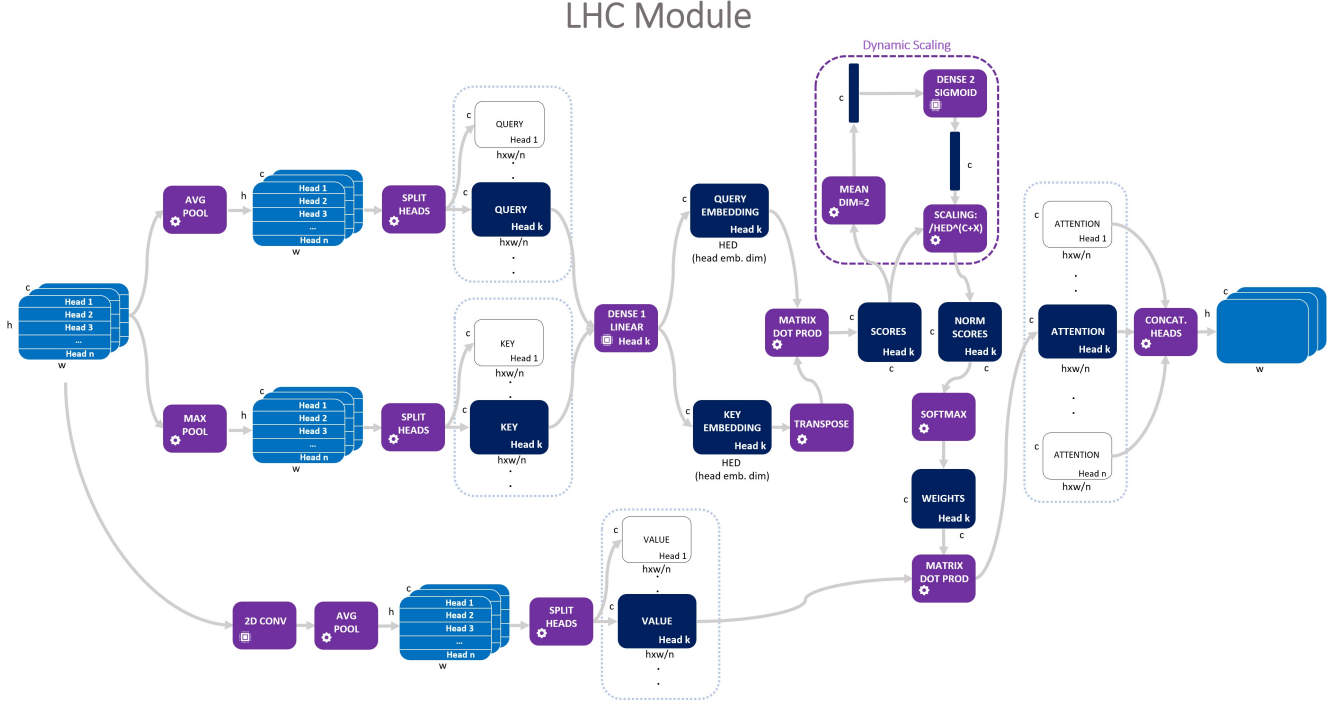 LHC Module
Dynamic Scaling
c
DENSE 2
SIGMOID
c
MEAN
DIM=2
SCALING:
/HED^(C+X)
c
h
Head 1
Head 2
Head 3
...
Head n
w
AVG
POOL
h
c
Head 1
Head 2
Head 3
...
Head n
w
SPLIT
HEADS
c
QUERY
Head 1
hxw/n
.
.
c
QUERY
Head k
hxw/n
.
.
MAX
POOL
h
c
Head 1
Head 2
Head 3
...
Head n
w
SPLIT
HEADS
c
KEY
Head 1
hxw/n
.
.
c
KEY
Head k
hxw/n
.
.
DENSE 1
LINEAR
Head k
c
QUERY
EMBEDDING
Head k
HED
(head emb. dim)
c
KEY
EMBEDDING
Head k
HED
(head emb. dim)
TRANSPOSE
MATRIX
DOT PROD
c
SCORES
Head k
c
c
NORM
SCORES
Head k
c
SOFTMAX
c
WEIGHTS
Head k
c
MATRIX
DOT PROD
2D CONV
AVG
POOL
h
c
Head 1
Head 2
Head 3
...
Head n
w
SPLIT
HEADS
c
VALUE
Head 1
hxw/n
.
.
c
VALUE
Head k
hxw/n
.
.
c
ATTENTION
Head 1
hxw/n
.
.
.
c
ATTENTION
Head k
hxw/n
.
.
.
c
ATTENTION
Head n
hxw/n
CONCAT.
HEADS
h
c
w